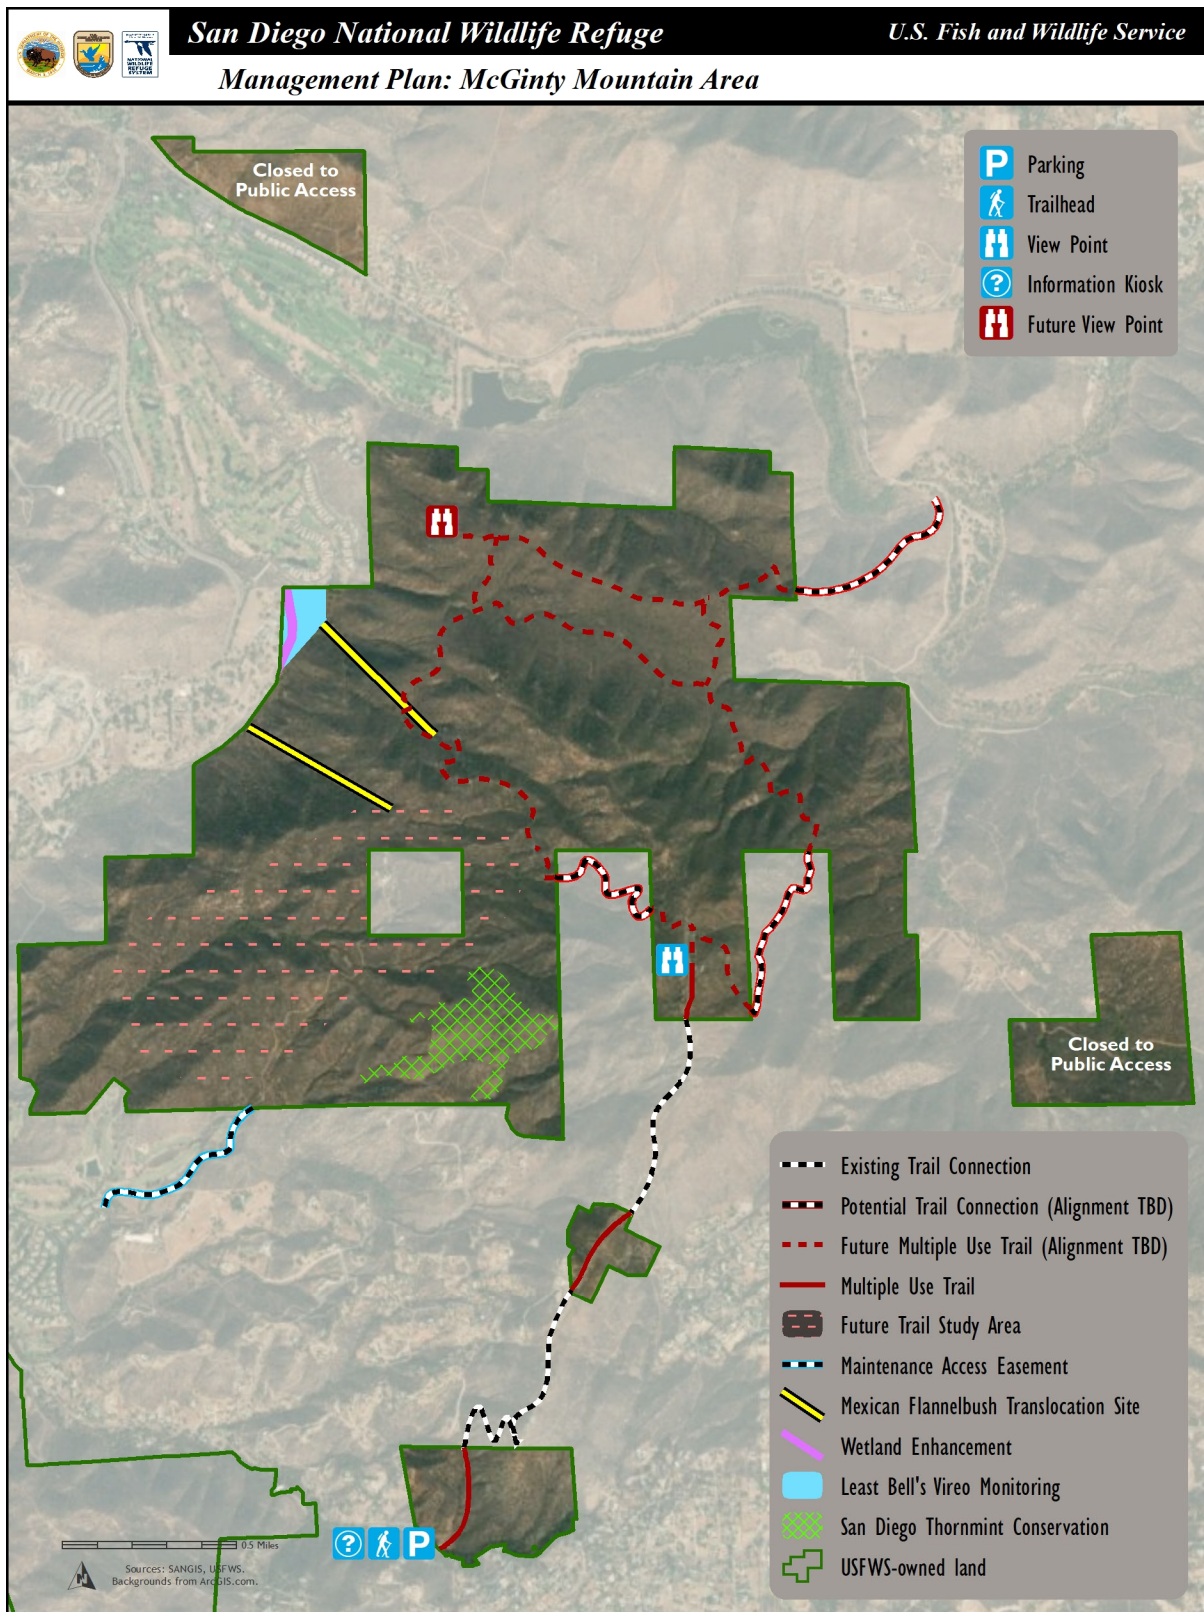 San Diego National Wildlife Refuge
U.S. Fish and Wildlife Service
Management Plan: McGinty Mountain Area
NATIONAL
WILDLIFE
REFUGE
SYSTEM
Closed to
Public Access
P Parking
Trailhead
View Point
? Information Kiosk
Future View Point
Closed to
Public Access
Existing Trail Connection
Potential Trail Connection (Alignment TBD)
Future Multiple Use Trail (Alignment TBD)
Multiple Use Trail
Future Trail Study Area
Maintenance Access Easement
Mexican Flannelbush Translocation Site
Wetland Enhancement
Least Bell's Vireo Monitoring
San Diego Thornmint Conservation
USFWS-owned land
? P
0.5 Miles
N
Sources: SANGIS, USFWS.
Backgrounds from ArcGIS.com.